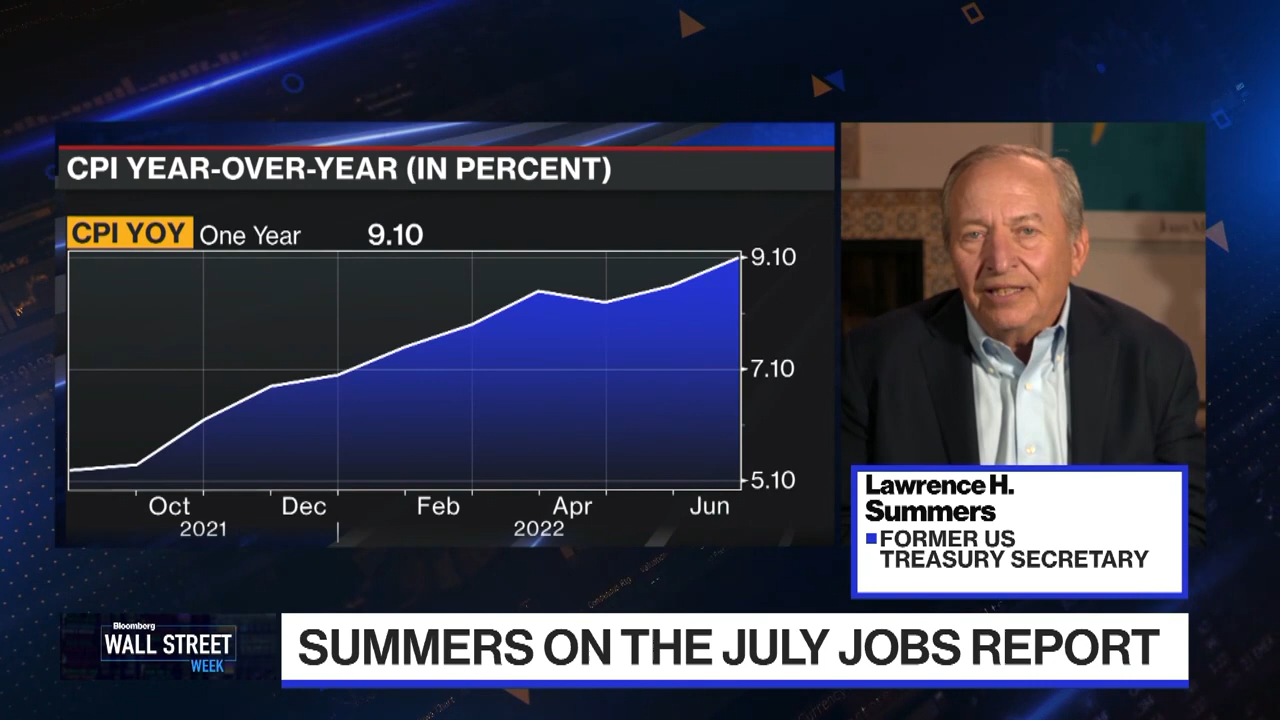 CPI YEAR-OVER-YEAR (IN PERCENT)
CPI YOY One Year 9.10
9.10
7.10
5.10
Oct Dec Feb Apr Jun
2021 2022
Lawrence H.
Summers
FORMER US
TREASURY SECRETARY
Bloomberg
WALL STREET
WEEK
SUMMERS ON THE JULY JOBS REPORT